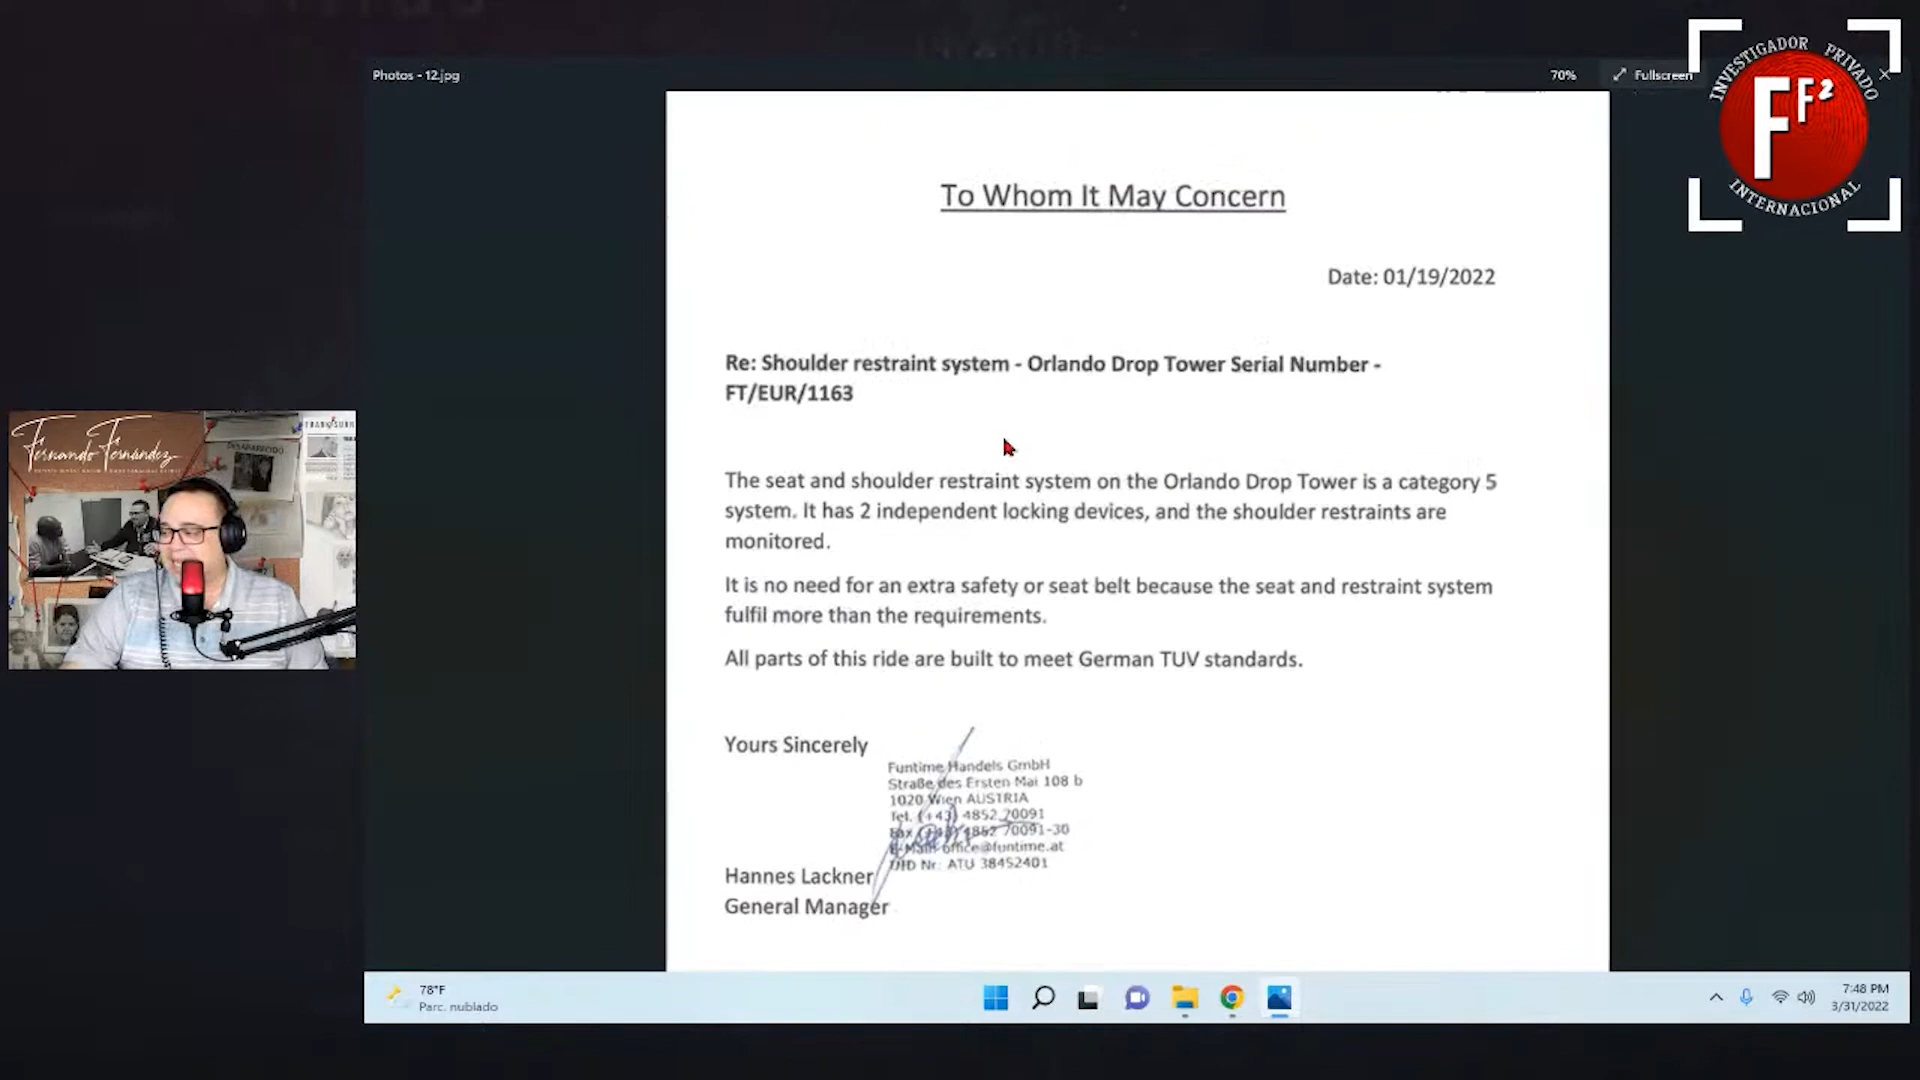 Photos - 12.jpg
70%
Fullscreen
INVESTIGADOR PRIVADO
FF²
INTERNACIONAL
To Whom It May Concern
Date: 01/19/2022
Re: Shoulder restraint system - Orlando Drop Tower Serial Number -
FT/EUR/1163
The seat and shoulder restraint system on the Orlando Drop Tower is a category 5
system. It has 2 independent locking devices, and the shoulder restraints are
monitored.
It is no need for an extra safety or seat belt because the seat and restraint system
fulfil more than the requirements.
All parts of this ride are built to meet German TUV standards.
Yours Sincerely
Funtime Handels GmbH
Straße des Ersten Mai 108 b
1020 Wien AUSTRIA
Tel. (+43) 4852 70091
Fax (+43) 4852 70091-30
E-Mail: office@funtime.at
UID Nr: ATU 38452401
Hannes Lackner
General Manager
Fernando Fernandez
DESAPARECIDO
78°F
Parc. nublado
7:48 PM
3/31/2022